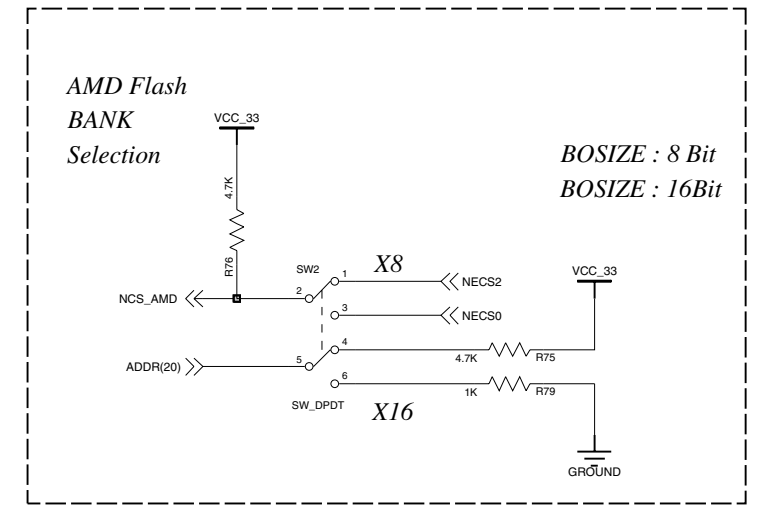 AMD Flash
BANK
Selection
VCC_33
4.7K
R76
BOSIZE : 8 Bit
BOSIZE : 16Bit
SW2
1
X8
NECS2
VCC_33
NCS_AMD
2
3
NECS0
4
4.7K
R75
ADDR(20)
5
6
1K
R79
SW_DPDT
X16
GROUND